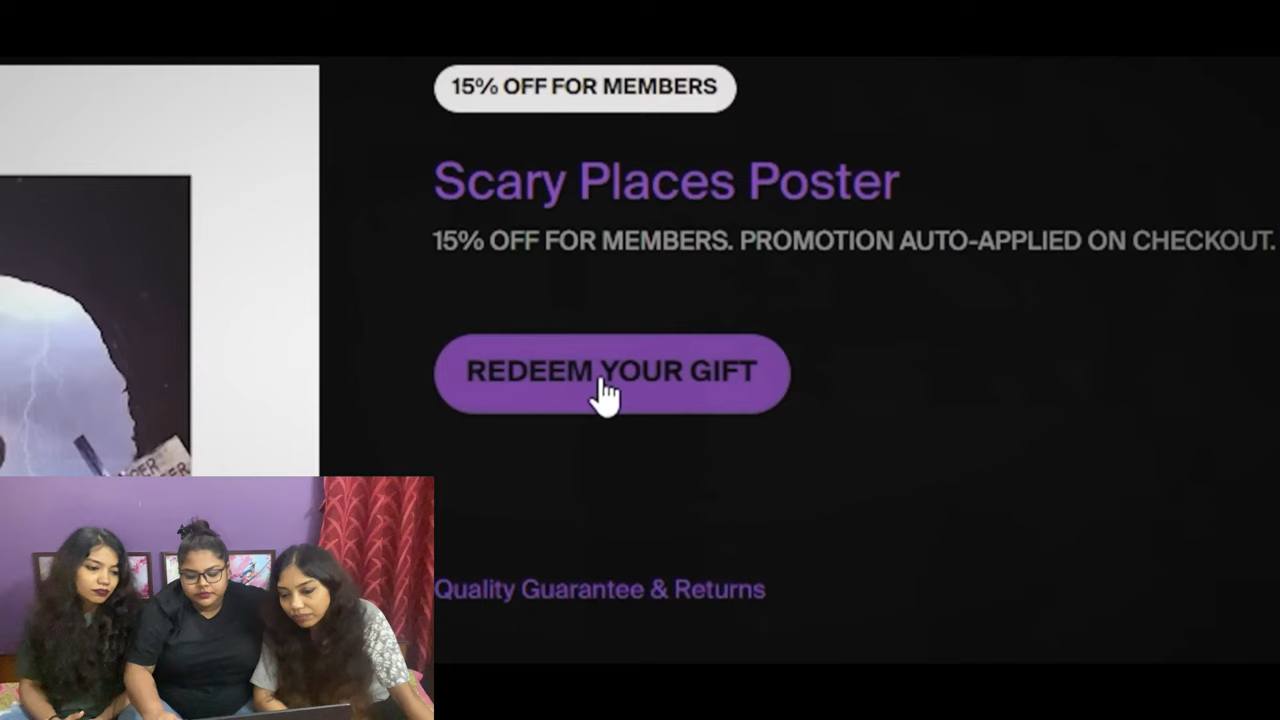 15% OFF FOR MEMBERS
Scary Places Poster
15% OFF FOR MEMBERS. PROMOTION AUTO-APPLIED ON CHECKOUT.
REDEEM YOUR GIFT
Quality Guarantee & Returns